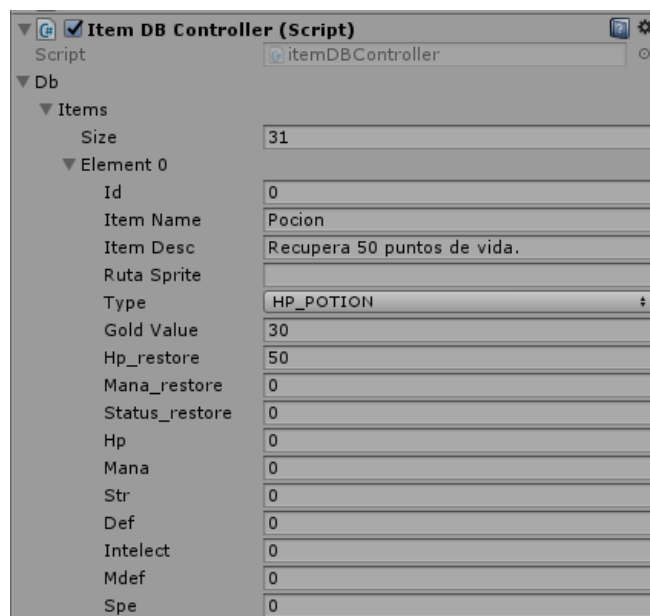 Item DB Controller (Script)
Script itemDBController
Db
Items
Size 31
Element 0
Id 0
Item Name Pocion
Item Desc Recupera 50 puntos de vida.
Ruta Sprite
Type HP_POTION
Gold Value 30
Hp_restore 50
Mana_restore 0
Status_restore 0
Hp 0
Mana 0
Str 0
Def 0
Intelect 0
Mdef 0
Spe 0